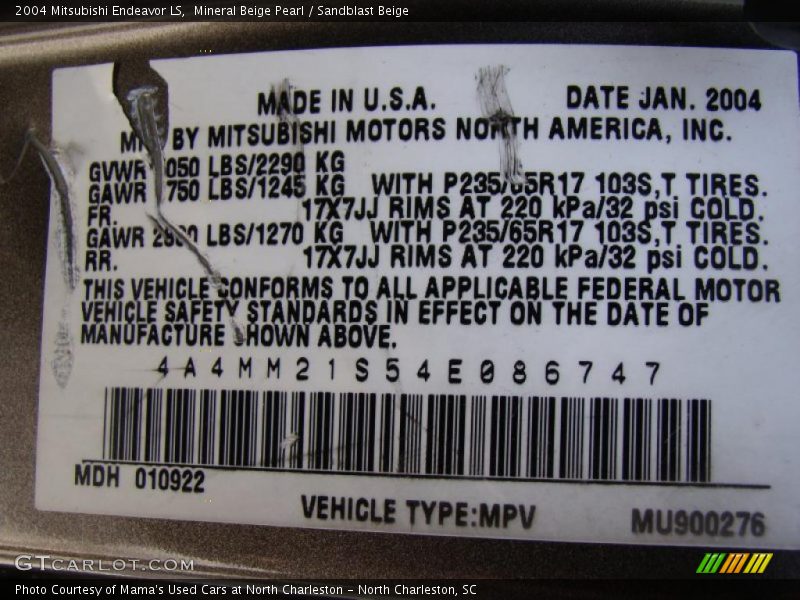 2004 Mitsubishi Endeavor LS, Mineral Beige Pearl / Sandblast Beige
MADE IN U.S.A. DATE JAN. 2004
BY MITSUBISHI MOTORS NORTH AMERICA, INC.
GVWR 050 LBS/2290 KG
GAWR 750 LBS/1245 KG WITH P235/65R17 103S,T TIRES.
FR. 17X7JJ RIMS AT 220 kPa/32 psi COLD.
GAWR LBS/1270 KG WITH P235/65R17 103S,T TIRES.
RR. 17X7JJ RIMS AT 220 kPa/32 psi COLD.
THIS VEHICLE CONFORMS TO ALL APPLICABLE FEDERAL MOTOR
VEHICLE SAFETY STANDARDS IN EFFECT ON THE DATE OF
MANUFACTURE SHOWN ABOVE.
4A4MM21S54E086747
MDH 010922
VEHICLE TYPE:MPV
MU900276
GTCARLOT.COM
Photo Courtesy of Mama's Used Cars at North Charleston - North Charleston, SC